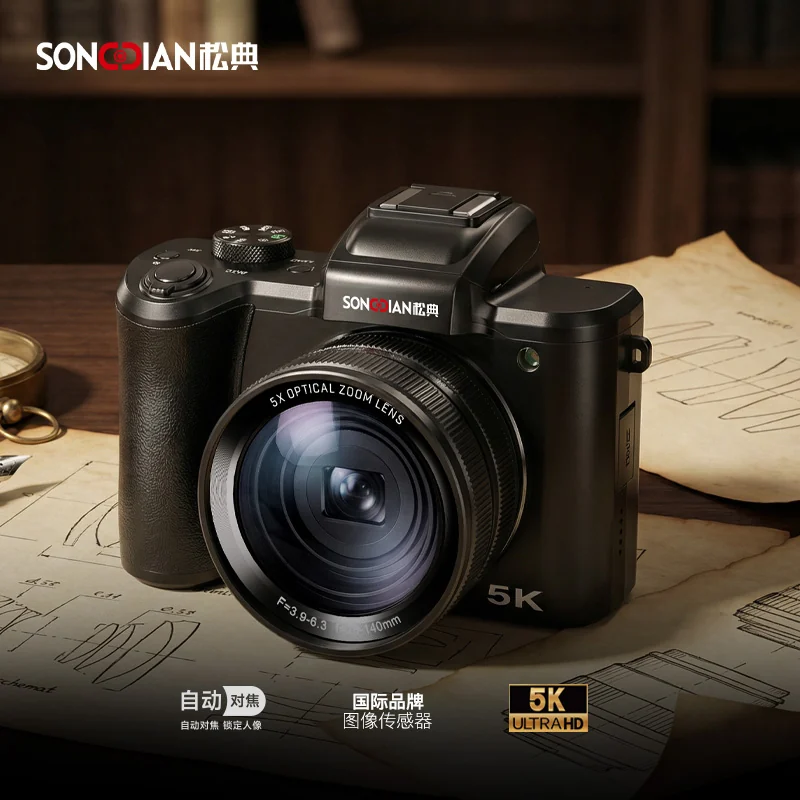 SONGDIAN松典
SONGDIAN松典
5X OPTICAL ZOOM LENS
F=3.9-6.3
140mm
5K
自动 对焦
自动对焦 锁定人像
国际品牌
图像传感器
5K
ULTRA HD